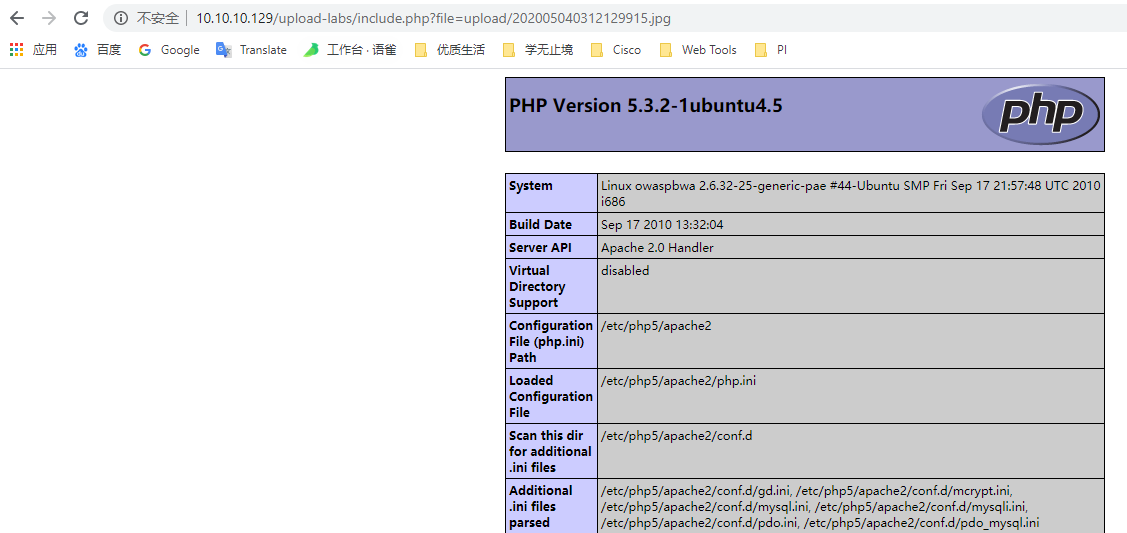 不安全 | 10.10.10.129/upload-labs/include.php?file=upload/202005040312129915.jpg
应用 百度 Google Translate 工作台 · 语雀 优质生活 学无止境 Cisco Web Tools PI
PHP Version 5.3.2-1ubuntu4.5
php
System
Linux owaspbwa 2.6.32-25-generic-pae #44-Ubuntu SMP Fri Sep 17 21:57:48 UTC 2010
i686
Build Date
Sep 17 2010 13:32:04
Server API
Apache 2.0 Handler
Virtual
Directory
Support
disabled
Configuration
File (php.ini)
Path
/etc/php5/apache2
Loaded
Configuration
File
/etc/php5/apache2/php.ini
Scan this dir
for additional
.ini files
/etc/php5/apache2/conf.d
Additional
.ini files
parsed
/etc/php5/apache2/conf.d/gd.ini, /etc/php5/apache2/conf.d/mcrypt.ini,
/etc/php5/apache2/conf.d/mysql.ini, /etc/php5/apache2/conf.d/mysqli.ini,
/etc/php5/apache2/conf.d/pdo.ini, /etc/php5/apache2/conf.d/pdo_mysql.ini